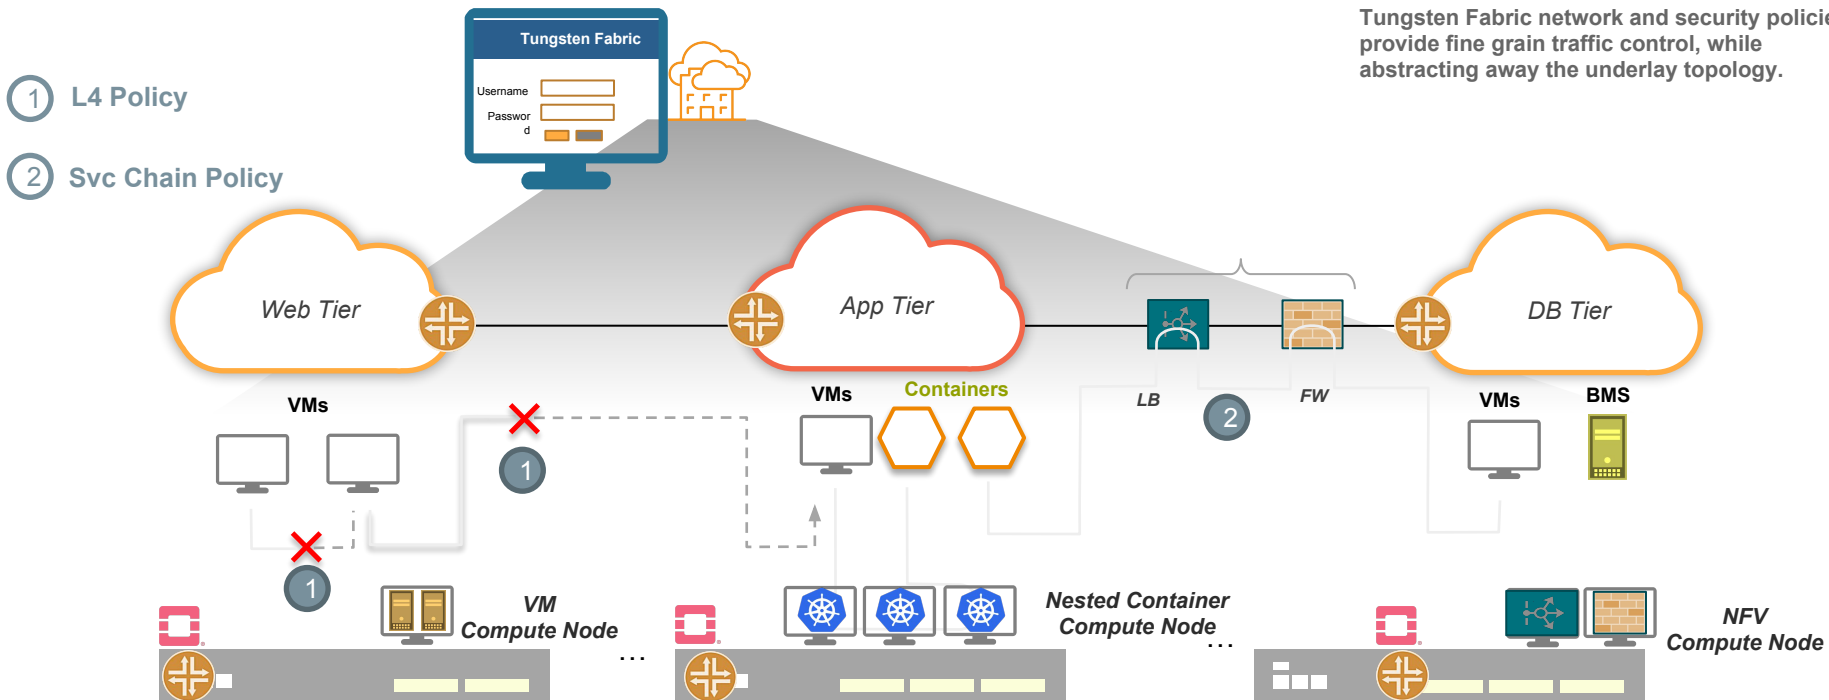 Tungsten Fabric network and security policie
provide fine grain traffic control, while
abstracting away the underlay topology.
Tungsten Fabric
Username
Passwor
d
1 L4 Policy
2 Svc Chain Policy
Web Tier
App Tier
DB Tier
VMs
VMs
Containers
LB
2
FW
VMs
BMS
1
1
VM
Compute Node
...
Nested Container
Compute Node
...
NFV
Compute Node